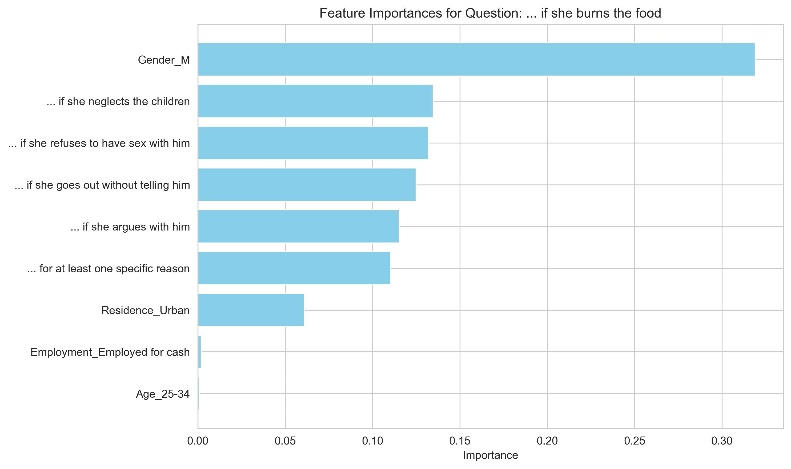 Feature Importances for Question: ... if she burns the food
Gender_M
... if she neglects the children
... if she refuses to have sex with him
... if she goes out without telling him
... if she argues with him
... for at least one specific reason
Residence_Urban
Employment_Employed for cash
Age_25-34
0.00 0.05 0.10 0.15 0.20 0.25 0.30
Importance